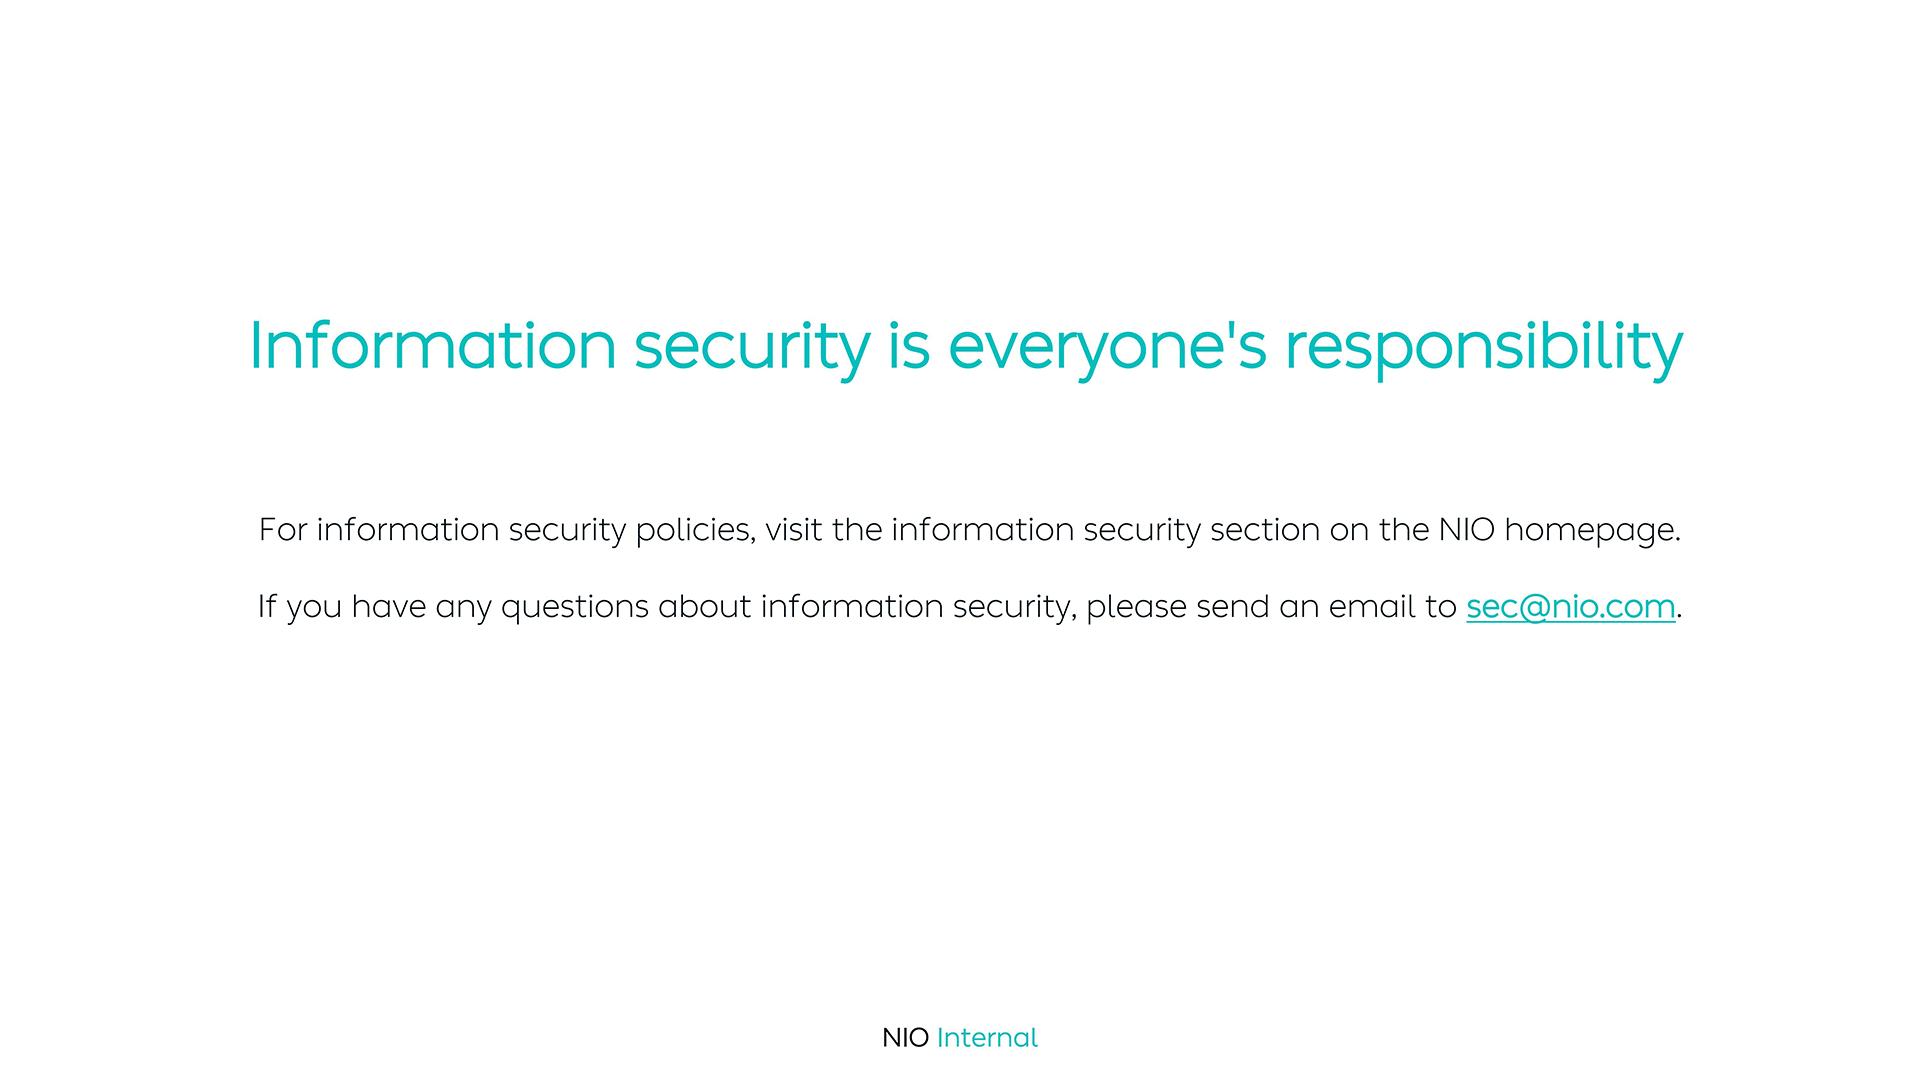 Information security is everyone's responsibility
For information security policies, visit the information security section on the NIO homepage.
If you have any questions about information security, please send an email to sec@nio.com.
NIO Internal